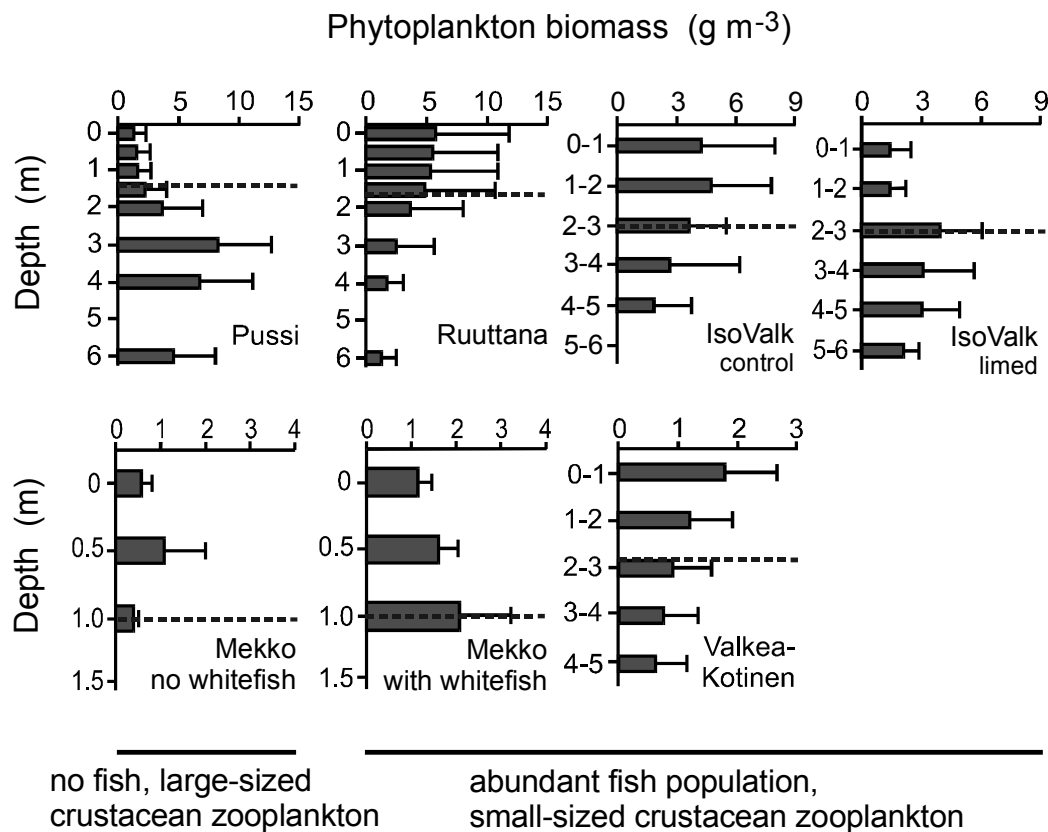 Phytoplankton biomass (g m-3)
0 5 10 15
0 5 10 15
0 3 6 9
0 3 6 9
Depth (m)
0
1
2
3
4
5
6
Pussi
0
1
2
3
4
5
6
Ruuttana
0-1
1-2
2-3
3-4
4-5
5-6
IsoValk
control
0-1
1-2
2-3
3-4
4-5
5-6
IsoValk
limed
0 1 2 3 4
0 1 2 3 4
0 1 2 3
Depth (m)
0
0.5
1.0
1.5
Mekko
no whitefish
0
0.5
1.0
1.5
Mekko
with whitefish
0-1
1-2
2-3
3-4
4-5
Valkea-
Kotinen
no fish, large-sized
crustacean zooplankton
abundant fish population,
small-sized crustacean zooplankton